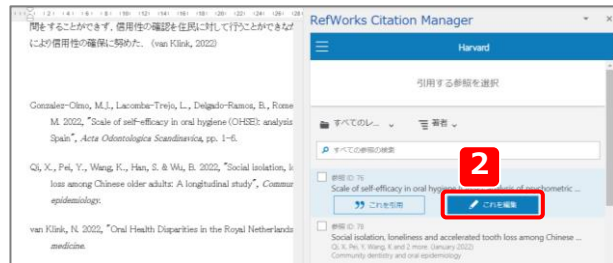 問をすることができず，信用性の確認を住民に対して行うことができなか
により信用性の確保に努めた．(van Klink, 2022)
Gonzalez-Olmo, M.J., Lacomba-Trejo, L., Delgado-Ramos, B., Rome
M. 2022, "Scale of self-efficacy in oral hygiene (OHSE): analysis
Spain", Acta Odontologica Scandinavica, pp. 1-6.
Qi, X., Pei, Y., Wang, K., Han, S. & Wu, B. 2022, "Social isolation, lo
loss among Chinese older adults: A longitudinal study", Commun
epidemiology.
van Klink, N. 2022, "Oral Health Disparities in the Royal Netherlands
medicine.
RefWorks Citation Manager
Harvard
引用する参照を選択
すべてのレ...
著者
すべての参照の検索
2
参照 ID: 75
Scale of self-efficacy in oral hygiene of psychometric ...
これを引用
これを編集
参照 ID: 78
Social isolation, loneliness and accelerated tooth loss among Chinese ...
Qi, X. Pei, Y. Wang, K and 2 more. (January 2022)
Community dentistry and oral epidemiology